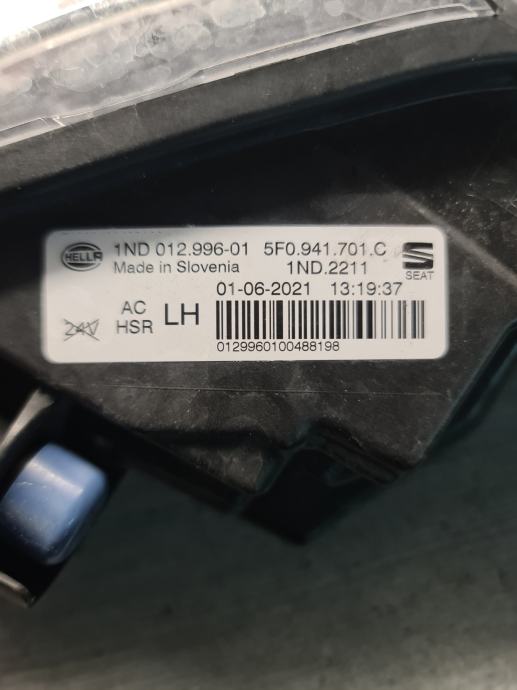 HELLA 1ND 012.996-01 5F0.941.701.C
Made in Slovenia 1ND.2211
SEAT
01-06-2021 13:19:37
24V AC LH
HSR
0129960100488198